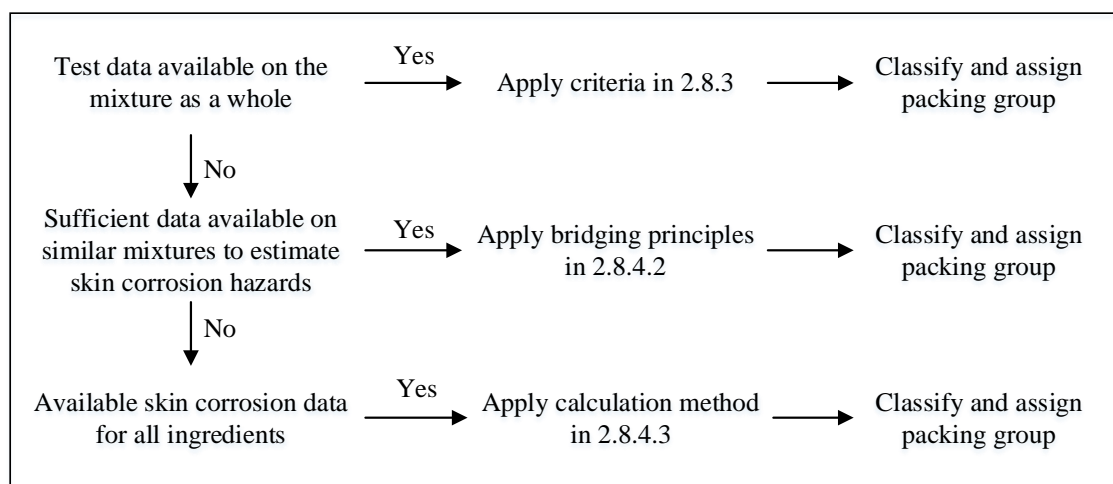 Test data available on the
mixture as a whole
Yes
Apply criteria in 2.8.3
Classify and assign
packing group
No
Sufficient data available on
similar mixtures to estimate
skin corrosion hazards
Yes
Apply bridging principles
in 2.8.4.2
Classify and assign
packing group
No
Available skin corrosion data
for all ingredients
Yes
Apply calculation method
in 2.8.4.3
Classify and assign
packing group